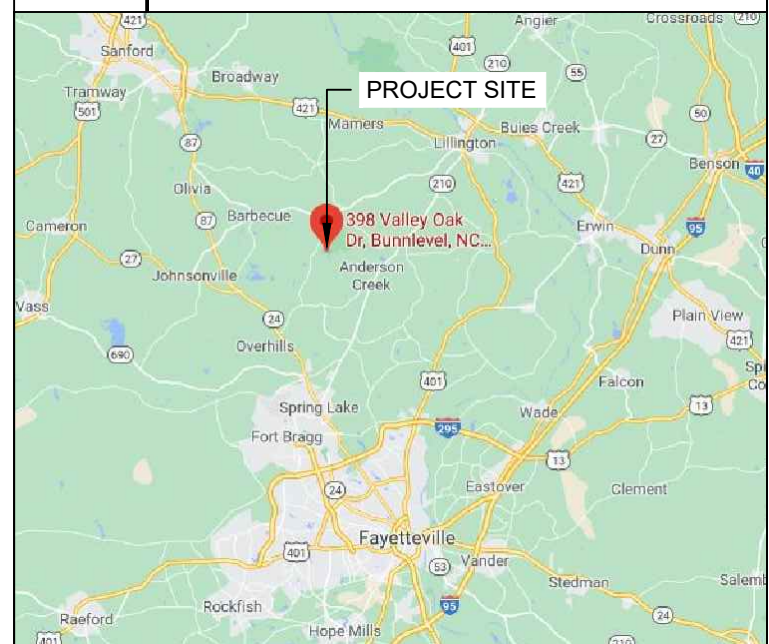 421
Angier
Crossroads
210
Sanford
401
210
Broadway
55
PROJECT SITE
Tramway
501
421
Mamers
Buies Creek
50
87
Lillington
27
Benson
40
Olivia
210
421
398 Valley Oak
Dr, Bunnlevel, NC...
87
Barbecue
Cameron
Erwin
95
Dunn
27
Anderson
Creek
Johnsonville
Vass
24
Plain View
690
Overhills
421
401
Falcon
Spi
Co
Spring Lake
13
Wade
Fort Bragg
295
13
24
Eastover
Clement
Fayetteville
401
53
Vander
Stedman
Salemb
Rockfish
95
Raeford
24
Hope Mills
401
210